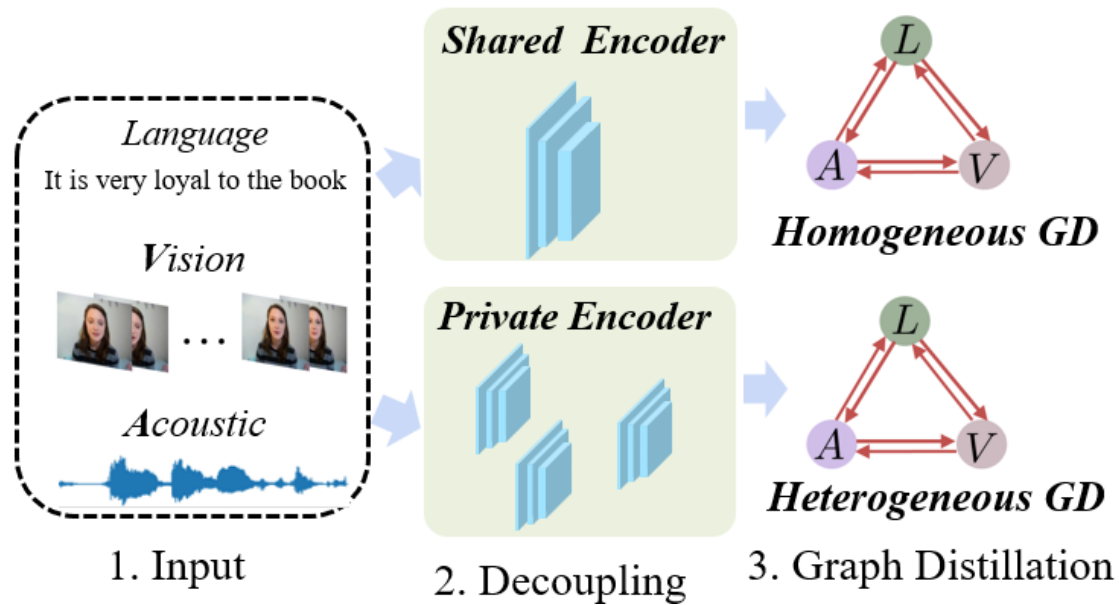 Language
It is very loyal to the book
Vision
...
Acoustic
1. Input
Shared Encoder
Private Encoder
2. Decoupling
L
A
V
Homogeneous GD
L
A
V
Heterogeneous GD
3. Graph Distillation